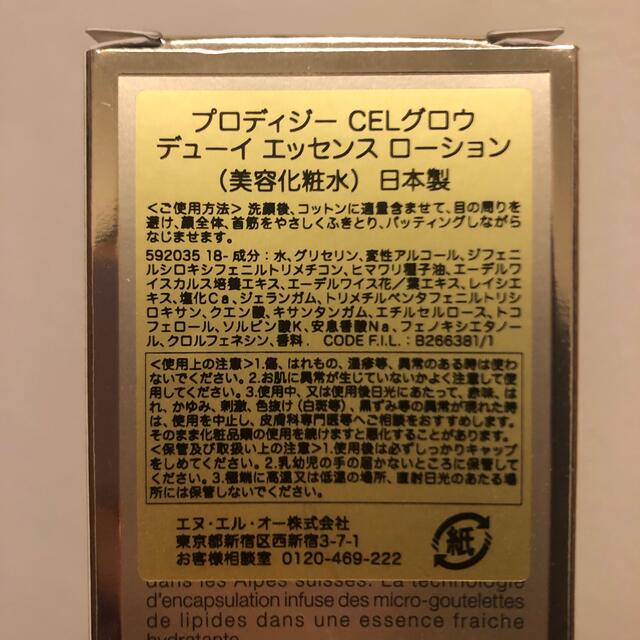 プロディジー CELグロウ
デューイ エッセンス ローション
（美容化粧水）日本製
＜ご使用方法＞ 洗顔後、コットンに適量含ませて、目の周りを
避け、顔全体、首筋をやさしくふきとり、パッティングしながら
なじませます。
592035 18- 成分：水、グリセリン、変性アルコール、ジフェニ
ルシロキシフェニルトリメチコン、ヒマワリ種子油、エーデルワ
イスカルス培養エキス、エーデルワイス花／葉エキス、レイシエ
キス、塩化Ca、ジェランガム、トリメチルペンタフェニルトリシ
ロキサン、クエン酸、キサンタンガム、エチルセルロース、トコ
フェロール、ソルビン酸K、安息香酸Na、フェノキシエタノー
ル、クロルフェネシン、香料. CODE F.I.L.：B266381/1
＜使用上の注意＞1.傷、はれもの、湿疹等、異常のある時は使わ
ないでください。2.お肌に異常が生じていないかよく注意して使
用してください。3.使用中、又は使用後日光にあたって、赤味、は
れ、かゆみ、刺激、色抜け（白斑等）、黒ずみ等の異常が現れた時
は、使用を中止し、皮膚科専門医等へご相談をおすすめします。
そのまま化粧品類の使用を続けますと悪化することがあります。
＜保管及び取扱い上の注意＞1.使用後は必ずしっかりキャップ
をしめてください。2.乳幼児の手の届かないところに保管して
ください。3.極端に高温又は低温の場所、直射日光のあたる場
所には保管しないでください。
エヌ・エル・オー株式会社
東京都新宿区西新宿3-7-1
お客様相談室 0120-469-222
紙
dans les Alpes suisses. La technologie
d'encapsulation infuse des micro-gouttelettes
de lipides dans une essence fraîche
hydratante